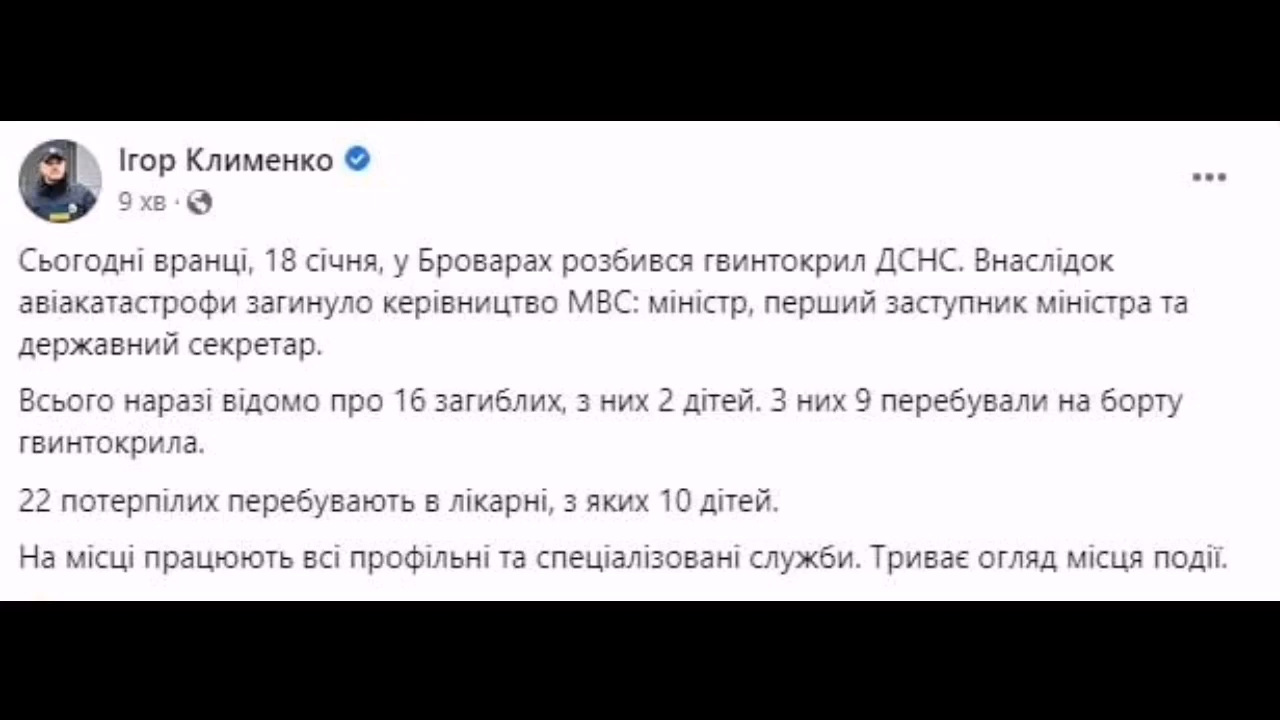 Ігор Клименко
9 хв ·
Сьогодні вранці, 18 січня, у Броварах розбився гвинтокрил ДСНС. Внаслідок
авіакатастрофи загинуло керівництво МВС: міністр, перший заступник міністра та
державний секретар.
Всього наразі відомо про 16 загиблих, з них 2 дітей. З них 9 перебували на борту
гвинтокрила.
22 потерпілих перебувають в лікарні, з яких 10 дітей.
На місці працюють всі профільні та спеціалізовані служби. Триває огляд місця події.